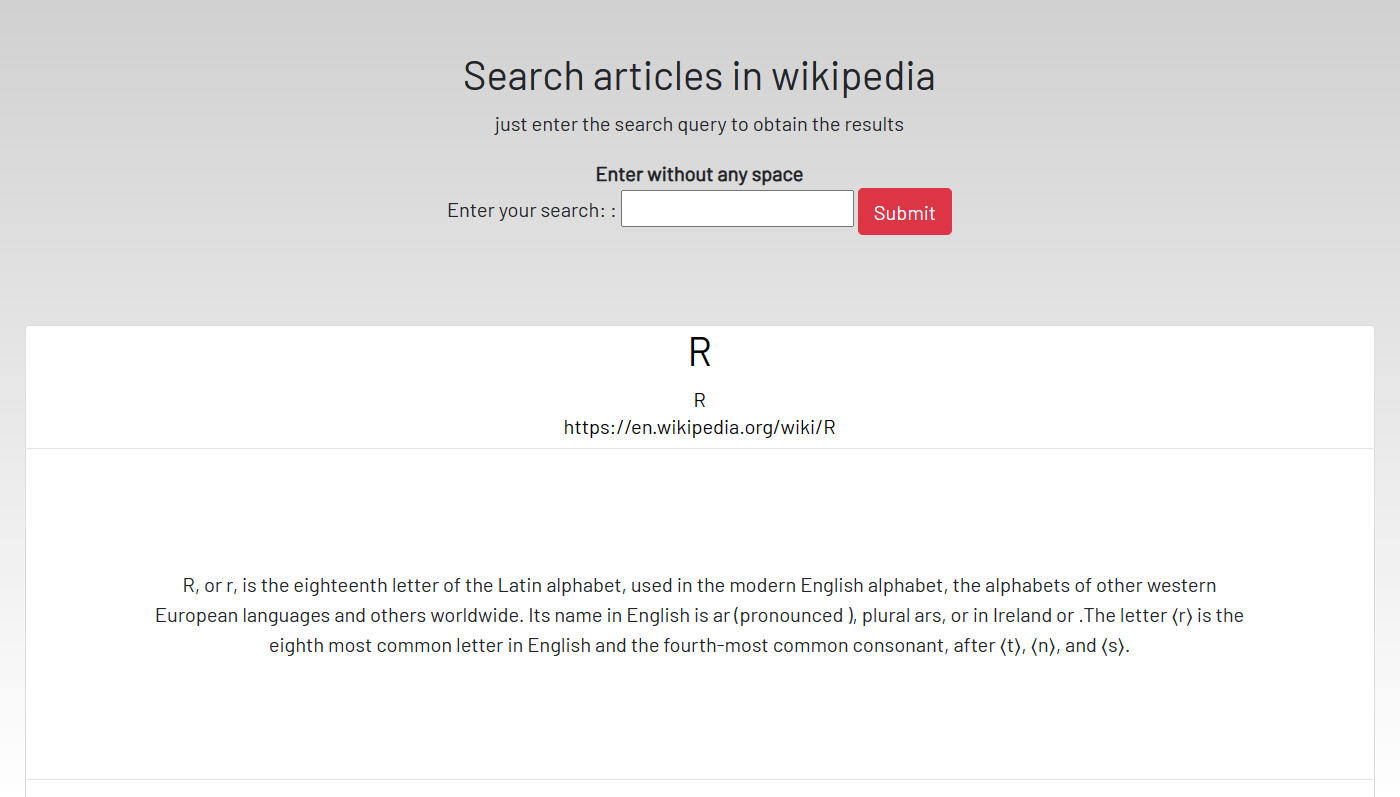 Search articles in wikipedia
just enter the search query to obtain the results
Enter without any space
Enter your search: : Submit
R
R
https://en.wikipedia.org/wiki/R
R, or r, is the eighteenth letter of the Latin alphabet, used in the modern English alphabet, the alphabets of other western
European languages and others worldwide. Its name in English is ar (pronounced ), plural ars, or in Ireland or .The letter ⟨r⟩ is the
eighth most common letter in English and the fourth-most common consonant, after ⟨t⟩, ⟨n⟩, and ⟨s⟩.